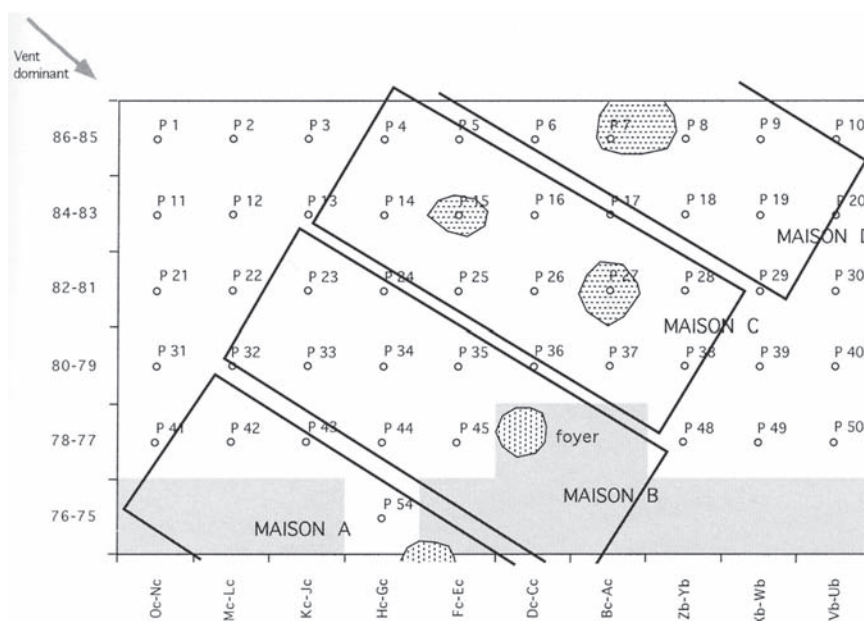 Vent
dominant
86-85
P 1 P 2 P 3 P 4 P 5 P 6 P 7 P 8 P 9 P 10
84-83
P 11 P 12 P 13 P 14 P 15 P 16 P 17 P 18 P 19 P 20
MAISON D
82-81
P 21 P 22 P 23 P 24 P 25 P 26 P 27 P 28 P 29 P 30
MAISON C
80-79
P 31 P 32 P 33 P 34 P 35 P 36 P 37 P 38 P 39 P 40
78-77
P 41 P 42 P 43 P 44 P 45 foyer P 48 P 49 P 50
MAISON B
76-75
P 54
MAISON A
Oc-Nc
Mc-Lc
Kc-Jc
Hc-Gc
Fc-Ec
Dc-Cc
Bc-Ac
Zb-Yb
Xb-Wb
Vb-Ub